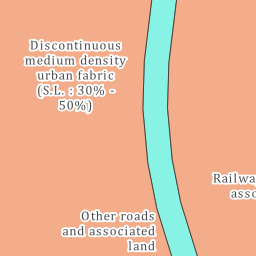 Discontinuous
medium density
urban fabric
(S.L. : 30% -
50%)
Railwa
asso
Other roads
and associated
land